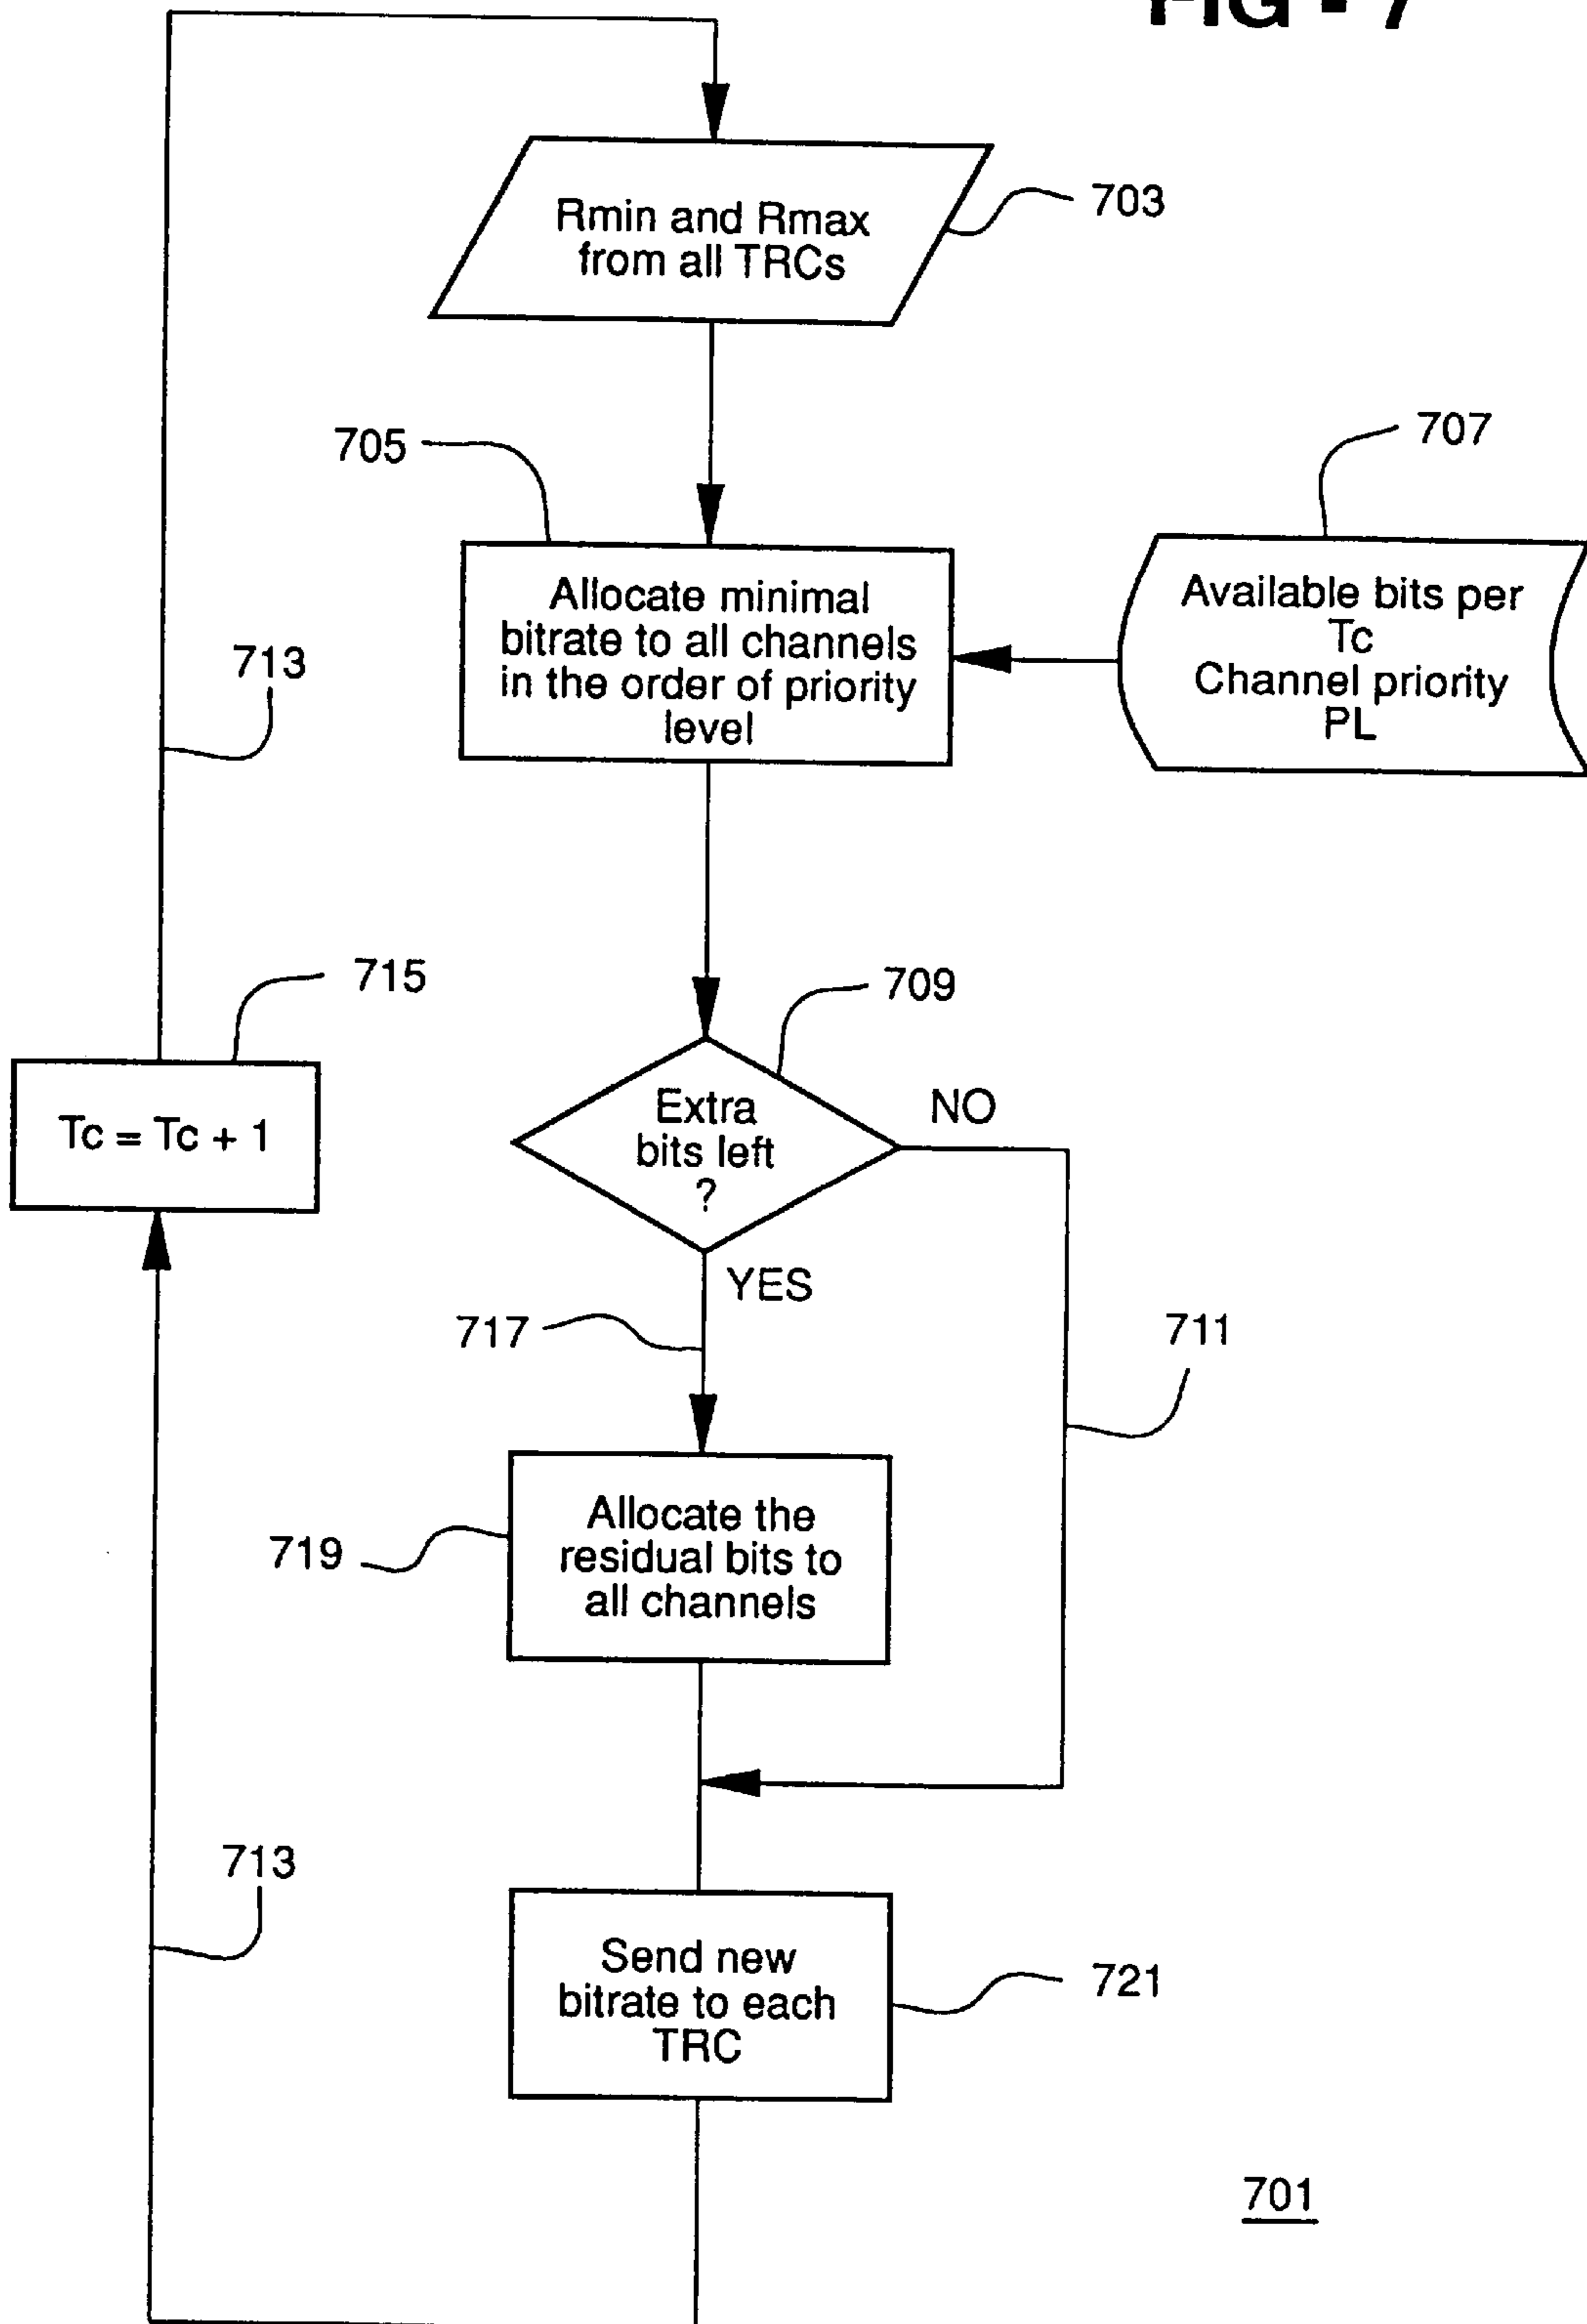 FIG - 7
Rmin and Rmax
from all TRCs
703
705
707
Allocate minimal
bitrate to all channels
in the order of priority
level
Available bits per
Tc
Channel priority
PL
713
715
709
Tc = Tc + 1
Extra
bits left
?
NO
YES
717
711
719
Allocate the
residual bits to
all channels
713
Send new
bitrate to each
TRC
721
701